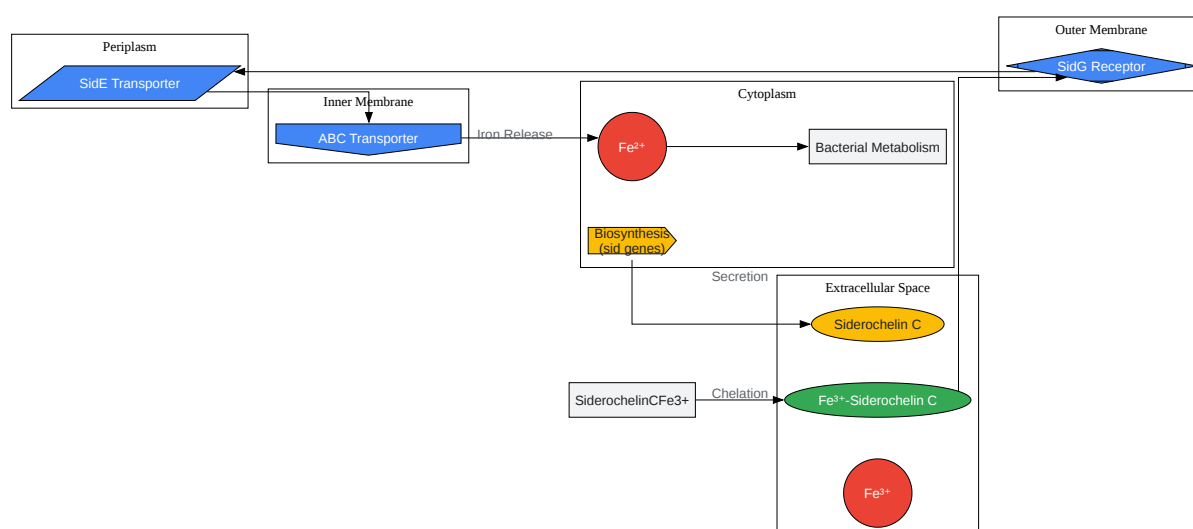 Outer Membrane
SidG Receptor
Periplasm
SidE Transporter
Inner Membrane
ABC Transporter
Iron Release
Cytoplasm
Fe²⁺
Bacterial Metabolism
Biosynthesis
(sid genes)
Secretion
Extracellular Space
Siderochelin C
SiderochelinCFe3+
Chelation
Fe³⁺-Siderochelin C
Fe³⁺